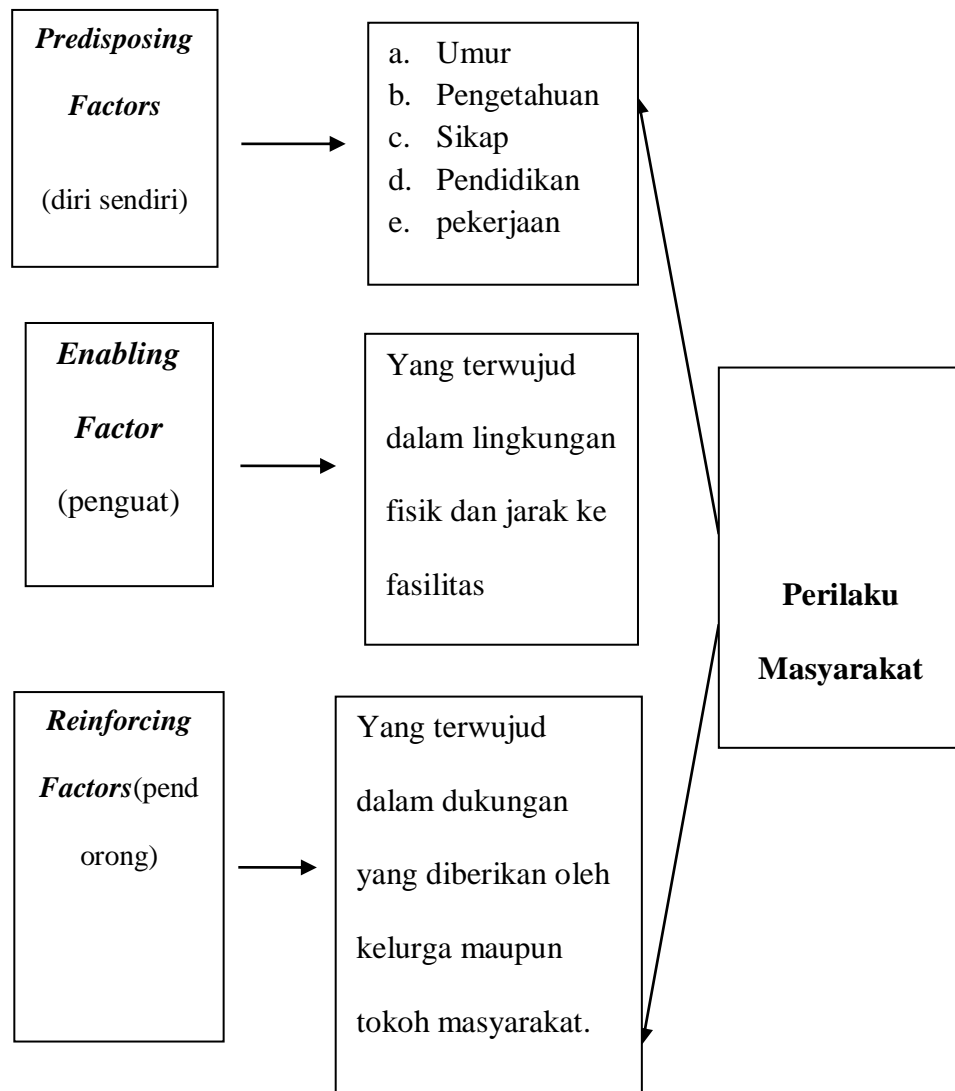 Predisposing
Factors
(diri sendiri)
a. Umur
b. Pengetahuan
c. Sikap
d. Pendidikan
e. pekerjaan
Enabling
Factor
(penguat)
Yang terwujud
dalam lingkungan
fisik dan jarak ke
fasilitas
Perilaku
Masyarakat
Reinforcing
Factors(pend
orong)
Yang terwujud
dalam dukungan
yang diberikan oleh
kelurga maupun
tokoh masyarakat.